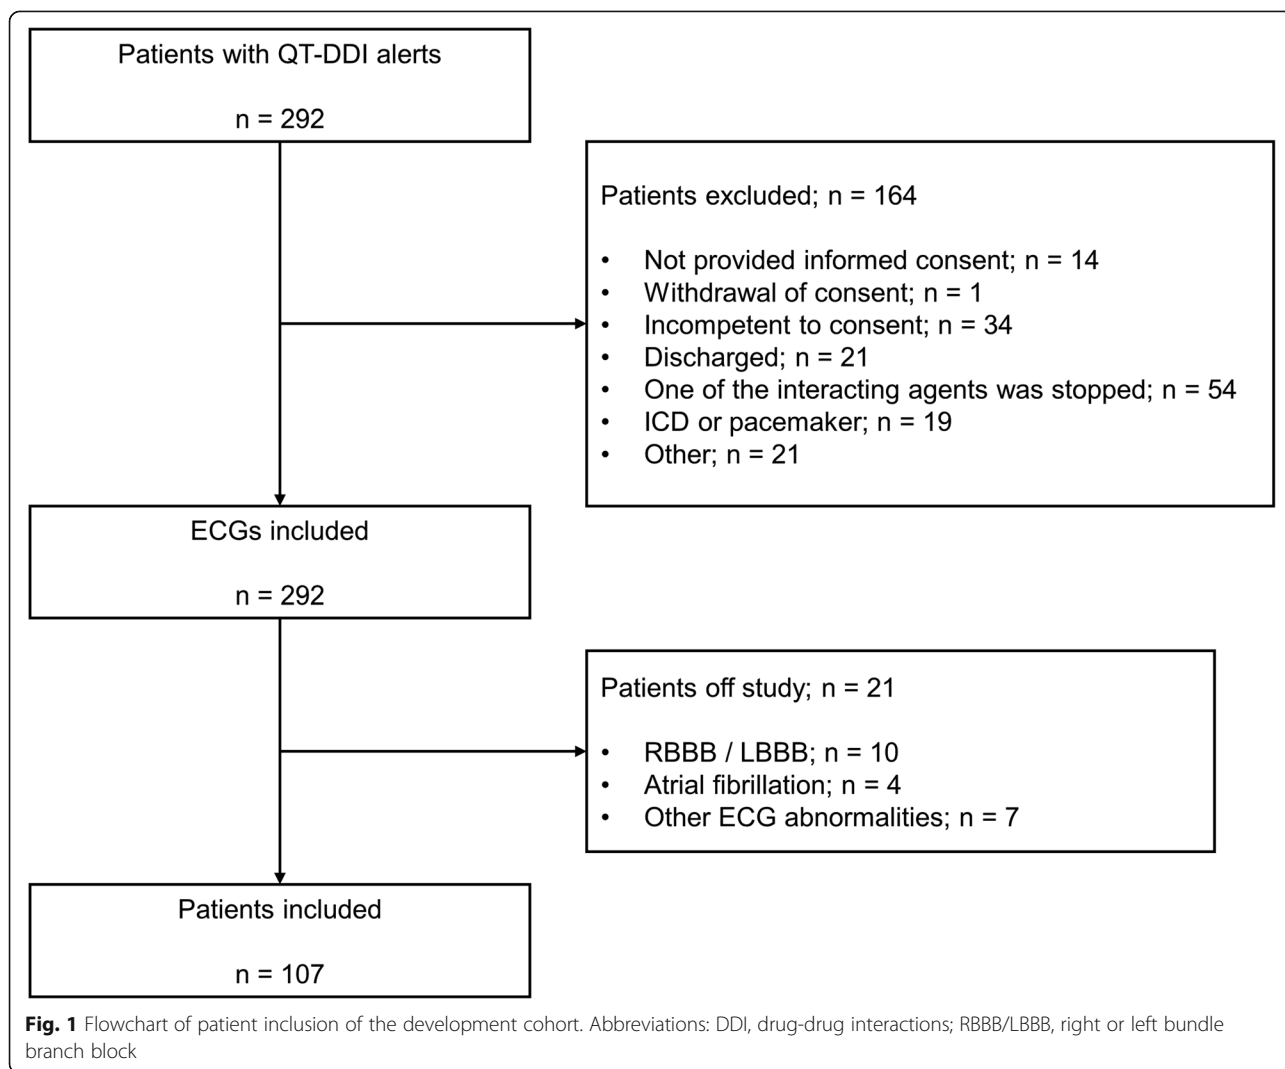 Patients with QT-DDI alerts
n = 292
Patients excluded; n = 164
• Not provided informed consent; n = 14
• Withdrawal of consent; n = 1
• Incompetent to consent; n = 34
• Discharged; n = 21
• One of the interacting agents was stopped; n = 54
• ICD or pacemaker; n = 19
• Other; n = 21
ECGs included
n = 292
Patients off study; n = 21
• RBBB / LBBB; n = 10
• Atrial fibrillation; n = 4
• Other ECG abnormalities; n = 7
Patients included
n = 107
Fig. 1 Flowchart of patient inclusion of the development cohort. Abbreviations: DDI, drug-drug interactions; RBBB/LBBB, right or left bundle
branch block